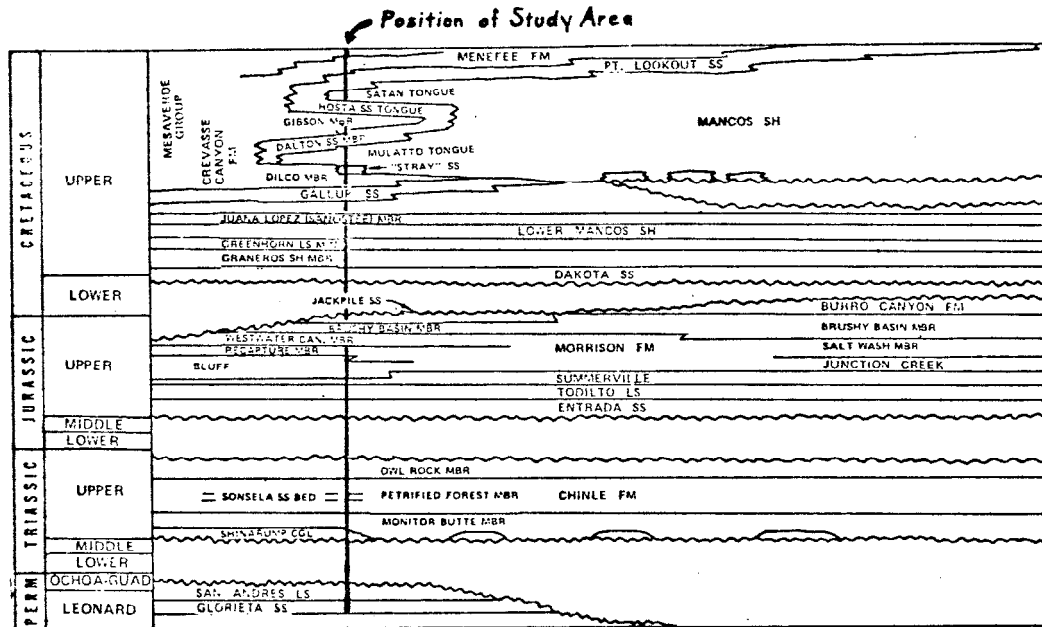 Position of Study Area
CRETACEOUS
JURASSIC
TRIASSIC
PERM
UPPER
LOWER
UPPER
MIDDLE
LOWER
UPPER
MIDDLE
LOWER
OCHOA-GUAD
LEONARD
MESAVERDE GROUP
CREVASSE CANYON FM
MENEFEE FM
PT. LOOKOUT SS
SATAN TONGUE
HOSTA SS TONGUE
GIBSON MBR
DALTON SS MBR
MANCOS SH
MULATTO TONGUE
"STRAY" SS
DILCO MBR
GALLUP SS
JUANA LOPEZ (SANOSTEE) MBR
LOWER MANCOS SH
GREENHORN LS
GRANEROS SH MBR
DAKOTA SS
JACKPILE SS
BURRO CANYON FM
BRUSHY BASIN MBR
BRUSHY BASIN MBR
WESTWATER CAN. MBR
MORRISON FM
SALT WASH MBR
RECAPTURE MBR
JUNCTION CREEK
BLUFF
SUMMERVILLE
TODILTO LS
ENTRADA SS
OWL ROCK MBR
SONSELA SS BED
PETRIFIED FOREST MBR
CHINLE FM
MONITOR BUTTE MBR
SHINARUMP CGL
SAN ANDRES LS
GLORIETA SS